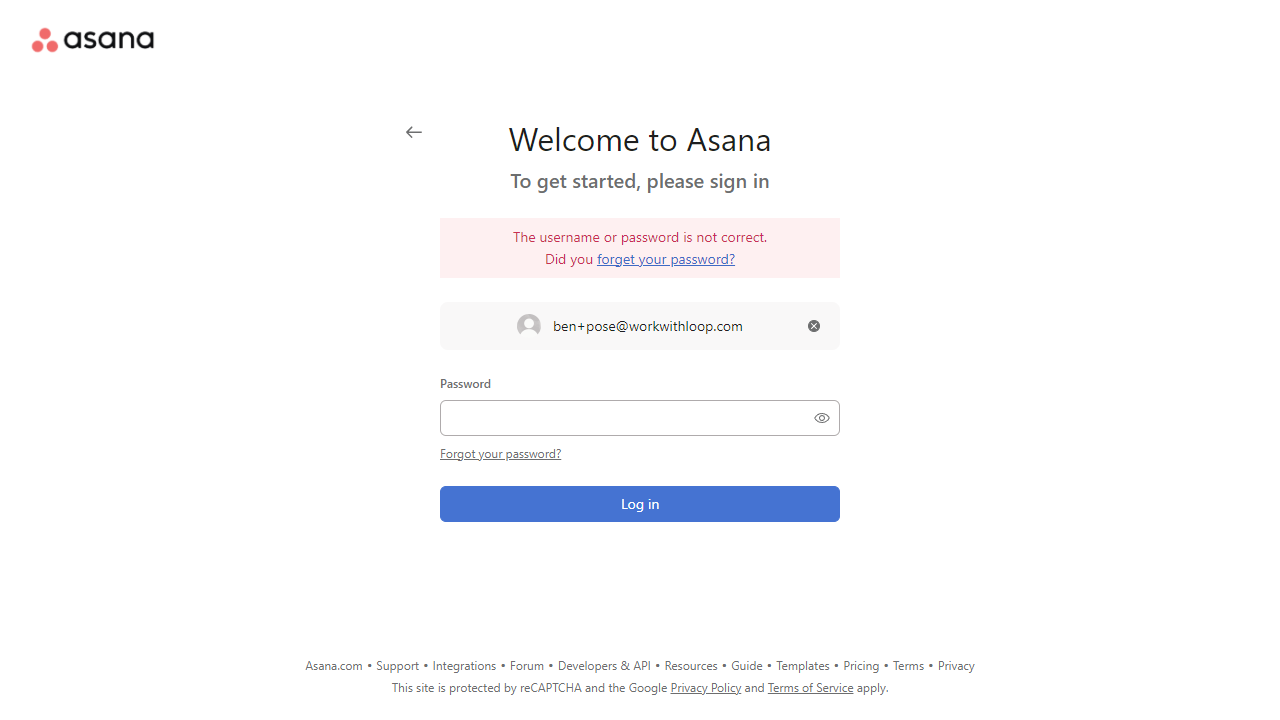 asana
Welcome to Asana
To get started, please sign in
The username or password is not correct.
Did you forget your password?
ben+pose@workwithloop.com
Password
Forgot your password?
Log in
Asana.com • Support • Integrations • Forum • Developers & API • Resources • Guide • Templates • Pricing • Terms • Privacy
This site is protected by reCAPTCHA and the Google Privacy Policy and Terms of Service apply.